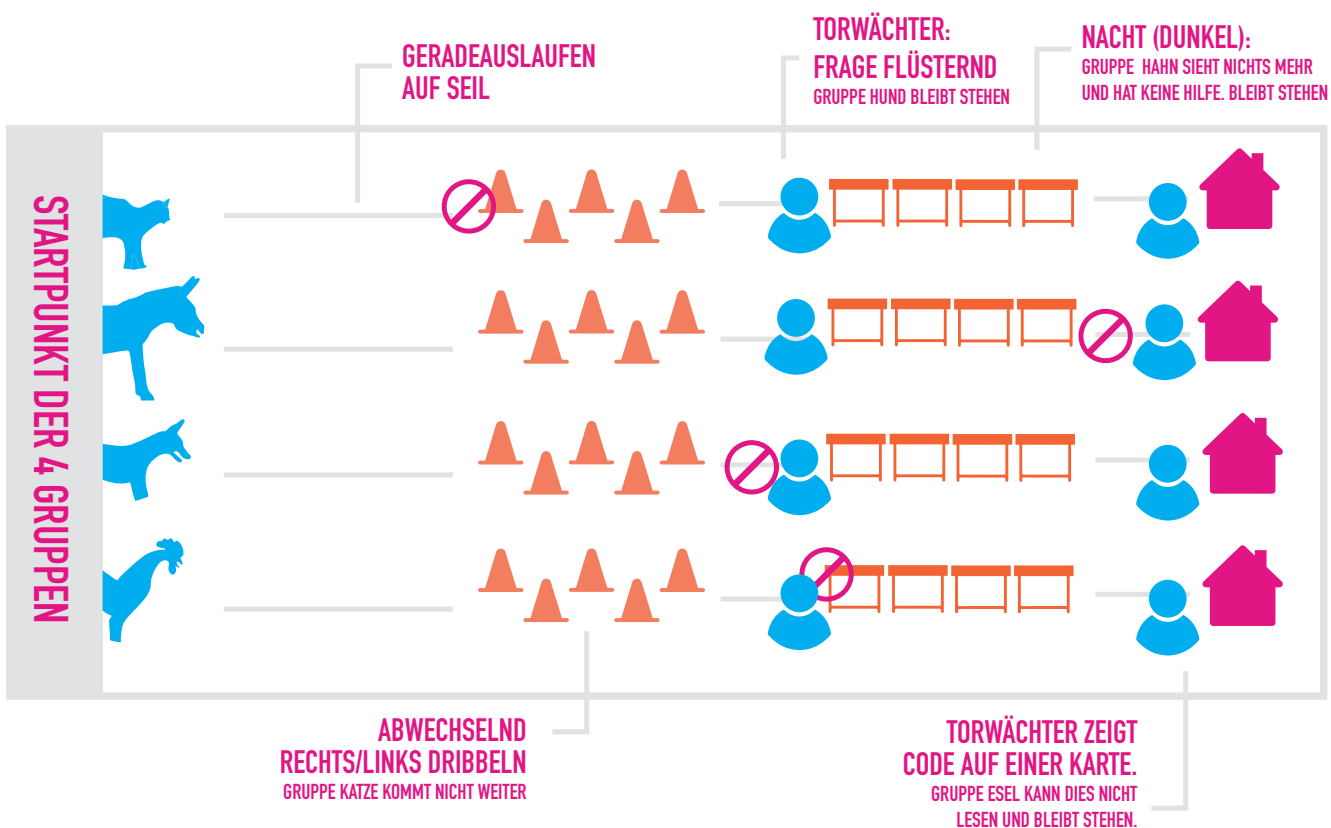 GERADEAUSLAUFEN
AUF SEIL
TORWÄCHTER:
FRAGE FLÜSTERND
GRUPPE HUND BLEIBT STEHEN
NACHT (DUNKEL):
GRUPPE HAHN SIEHT NICHTS MEHR
UND HAT KEINE HILFE. BLEIBT STEHEN
STARTPUNKT DER 4 GRUPPEN
ABWECHSELND
RECHTS/LINKS DRIBBELN
GRUPPE KATZE KOMMT NICHT WEITER
TORWÄCHTER ZEIGT
CODE AUF EINER KARTE.
GRUPPE ESEL KANN DIES NICHT
LESEN UND BLEIBT STEHEN.